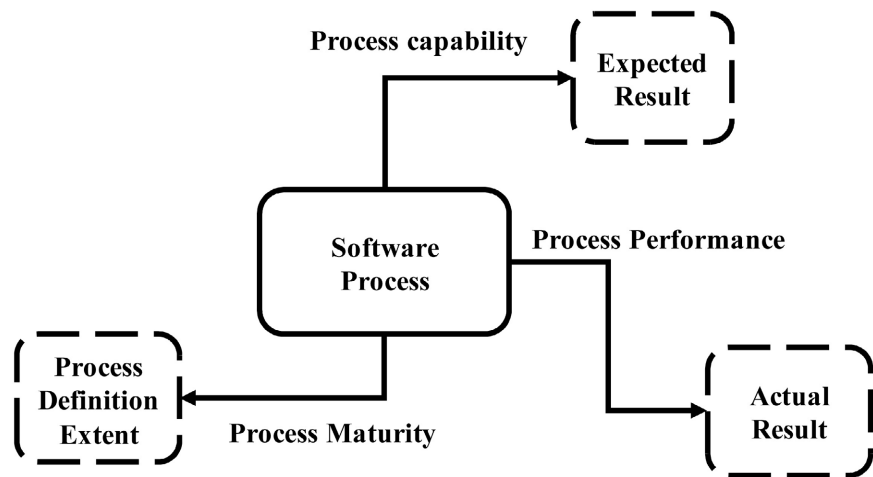 Process capability
Expected
Result
Software
Process
Process Performance
Process
Definition
Extent
Process Maturity
Actual
Result